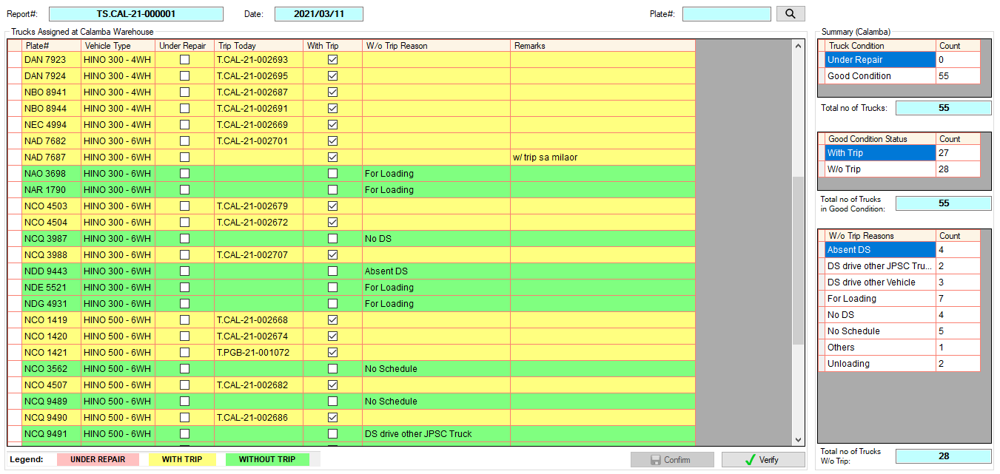 Report#: TS.CAL-21-000001 Date: 2021/03/11 Plate#:
Trucks Assigned at Calamba Warehouse
Plate# Vehicle Type Under Repair Trip Today With Trip W/o Trip Reason Remarks
DAN 7923 HINO 300 - 4WH T.CAL-21-002693
DAN 7924 HINO 300 - 4WH T.CAL-21-002695
NBO 8941 HINO 300 - 4WH T.CAL-21-002687
NBO 8944 HINO 300 - 4WH T.CAL-21-002691
NEC 4994 HINO 300 - 4WH T.CAL-21-002669
NAD 7682 HINO 300 - 6WH T.CAL-21-002701
NAD 7687 HINO 300 - 6WH w/ trip sa milaor
NAO 3698 HINO 300 - 6WH For Loading
NAR 1790 HINO 300 - 6WH For Loading
NCO 4503 HINO 300 - 6WH T.CAL-21-002679
NCO 4504 HINO 300 - 6WH T.CAL-21-002672
NCQ 3987 HINO 300 - 6WH No DS
NCQ 3988 HINO 300 - 6WH T.CAL-21-002707
NDD 9443 HINO 300 - 6WH Absent DS
NDE 5521 HINO 300 - 6WH For Loading
NDG 4931 HINO 300 - 6WH For Loading
NCO 1419 HINO 500 - 6WH T.CAL-21-002668
NCO 1420 HINO 500 - 6WH T.CAL-21-002674
NCO 1421 HINO 500 - 6WH T.PGB-21-001072
NCO 3562 HINO 500 - 6WH No Schedule
NCO 4507 HINO 500 - 6WH T.CAL-21-002682
NCQ 9489 HINO 500 - 6WH No Schedule
NCQ 9490 HINO 500 - 6WH T.CAL-21-002686
NCQ 9491 HINO 500 - 6WH DS drive other JPSC Truck
Legend: UNDER REPAIR WITH TRIP WITHOUT TRIP Confirm Verify
Summary (Calamba)
Truck Condition Count
Under Repair 0
Good Condition 55
Total no of Trucks: 55
Good Condition Status Count
With Trip 27
W/o Trip 28
Total no of Trucks
in Good Condition: 55
W/o Trip Reasons Count
Absent DS 4
DS drive other JPSC Tru... 2
DS drive other Vehicle 3
For Loading 7
No DS 4
No Schedule 5
Others 1
Unloading 2
Total no of Trucks
W/o Trip: 28